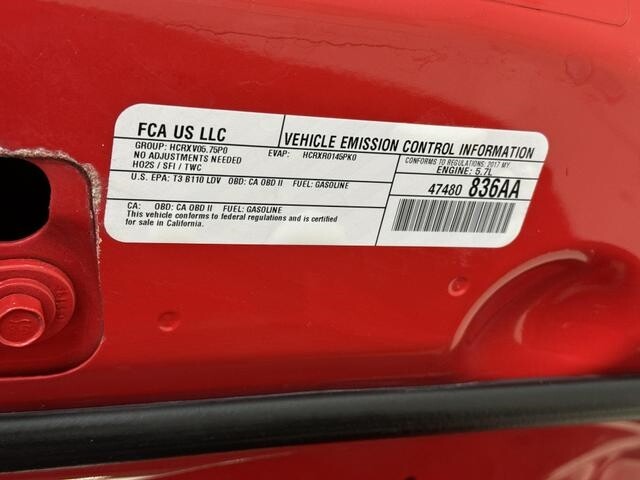 FCA US LLC
VEHICLE EMISSION CONTROL INFORMATION
GROUP: HCRXV05.75P0
EVAP: HCRXR0145PK0
NO ADJUSTMENTS NEEDED
HO2S / SFI / TWC
CONFORMS TO REGULATIONS: 2017 MY
ENGINE: 5.7L
U.S. EPA: T3 B110 LDV OBD: CA OBD II FUEL: GASOLINE
47480 836AA
CA: OBD: CA OBD II FUEL: GASOLINE
This vehicle conforms to federal regulations and is certified
for sale in California.